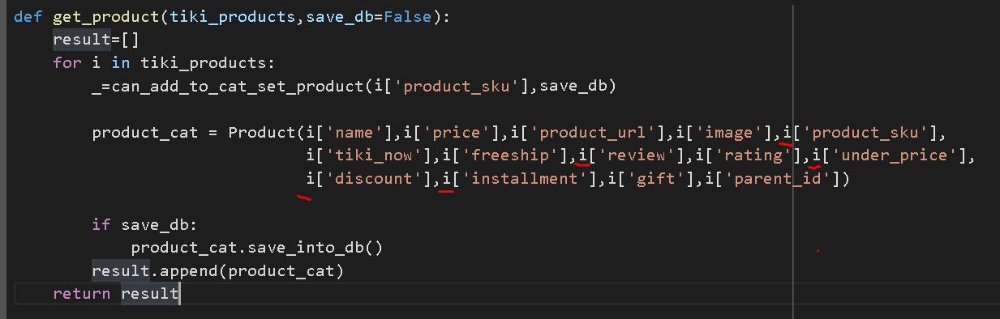 def get_product(tiki_products,save_db=False):
    result=[]
    for i in tiki_products:
        _=can_add_to_cat_set_product(i['product_sku'],save_db)

        product_cat = Product(i['name'],i['price'],i['product_url'],i['image'],i['product_sku'],
                              i['tiki_now'],i['freeship'],i['review'],i['rating'],i['under_price'],
                              i['discount'],i['installment'],i['gift'],i['parent_id'])

        if save_db:
            product_cat.save_into_db()
        result.append(product_cat)
    return result